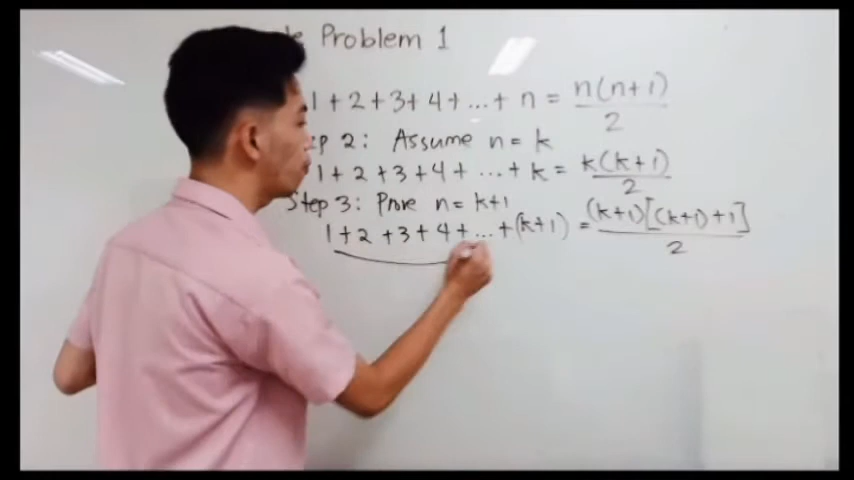 Problem 1
1 + 2 + 3 + 4 + ... + n = n(n+1)/2
2: Assume n = k
1 + 2 + 3 + 4 + ... + k = k(k+1)/2
Step 3: Prove n = k+1
1 + 2 + 3 + 4 + ... + (k+1) = (k+1)[(k+1)+1]/2